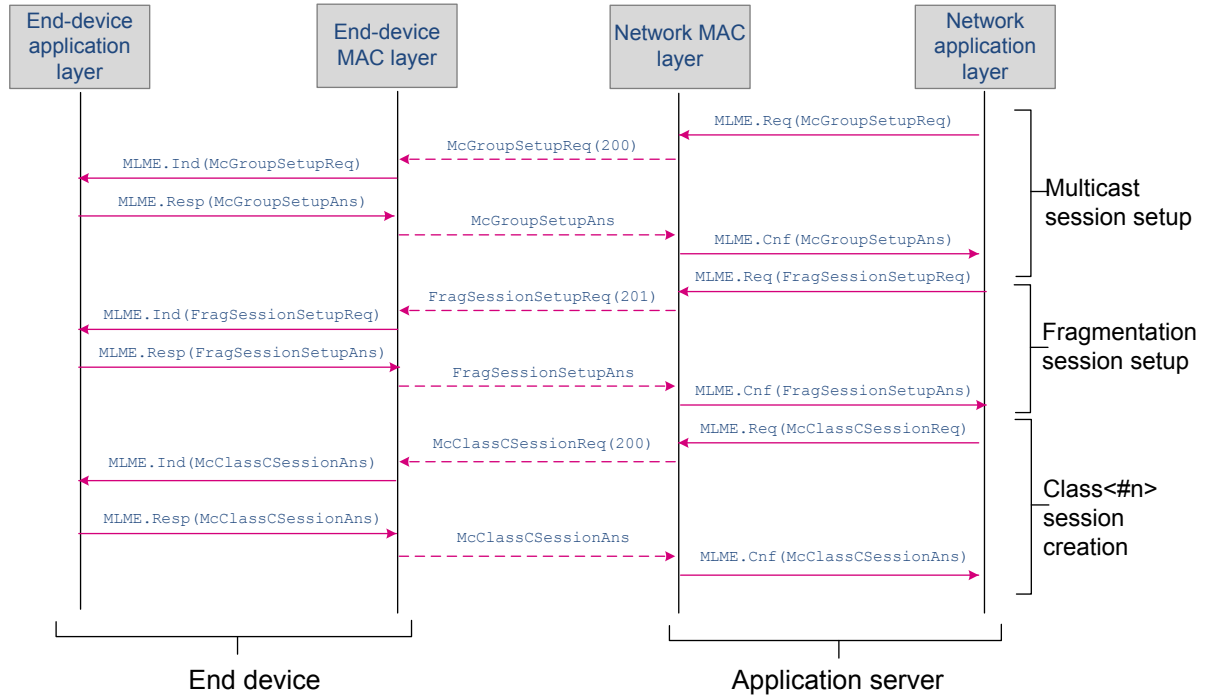 End-device
application
layer
End-device
MAC layer
Network MAC
layer
Network
application
layer
MLME.Req(McGroupSetupReq)
McGroupSetupReq(200)
MLME.Ind(McGroupSetupReq)
MLME.Resp(McGroupSetupAns)
McGroupSetupAns
MLME.Cnf(McGroupSetupAns)
Multicast
session setup
MLME.Req(FragSessionSetupReq)
FragSessionSetupReq(201)
MLME.Ind(FragSessionSetupReq)
MLME.Resp(FragSessionSetupAns)
FragSessionSetupAns
MLME.Cnf(FragSessionSetupAns)
Fragmentation
session setup
MLME.Req(McClassCSessionReq)
McClassCSessionReq(200)
MLME.Ind(McClassCSessionAns)
MLME.Resp(McClassCSessionAns)
McClassCSessionAns
MLME.Cnf(McClassCSessionAns)
Class<#n>
session
creation
End device
Application server